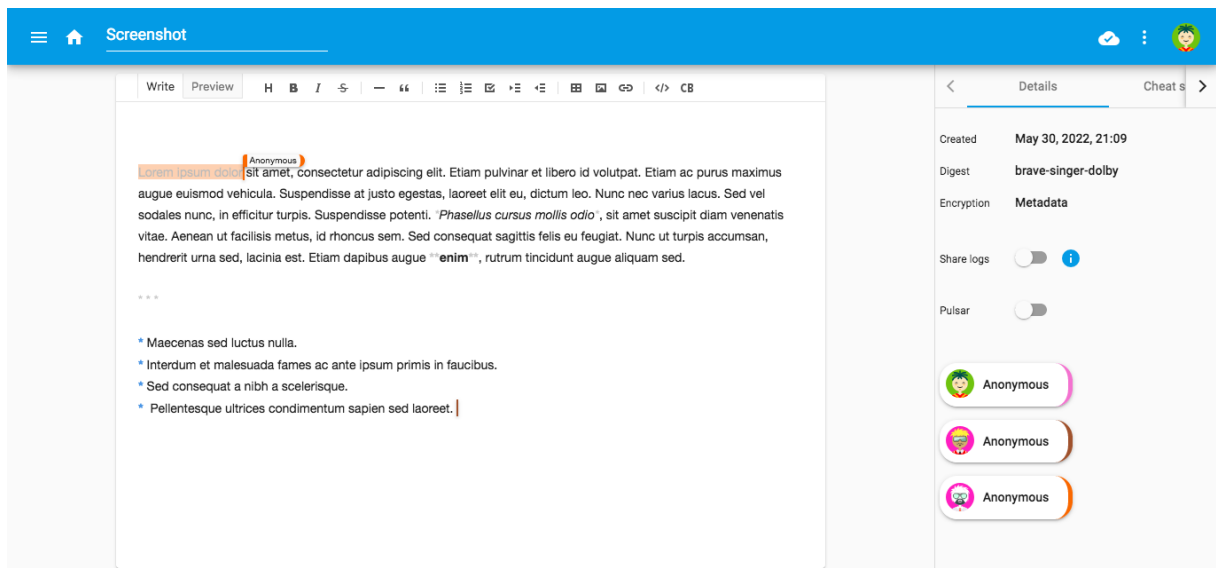 Screenshot
Write Preview H B I S — “ </> CB
Details Cheat s
Anonymous
Lorem ipsum dolor sit amet, consectetur adipiscing elit. Etiam pulvinar et libero id volutpat. Etiam ac purus maximus
augue euismod vehicula. Suspendisse at justo egestas, laoreet elit eu, dictum leo. Nunc nec varius lacus. Sed vel
sodales nunc, in efficitur turpis. Suspendisse potenti. *Phasellus cursus mollis odio*, sit amet suscipit diam venenatis
vitae. Aenean ut facilisis metus, id rhoncus sem. Sed consequat sagittis felis eu feugiat. Nunc ut turpis accumsan,
hendrerit urna sed, lacinia est. Etiam dapibus augue **enim**, rutrum tincidunt augue aliquam sed.
* * *
* Maecenas sed luctus nulla.
* Interdum et malesuada fames ac ante ipsum primis in faucibus.
* Sed consequat a nibh a scelerisque.
* Pellentesque ultrices condimentum sapien sed laoreet.
Created May 30, 2022, 21:09
Digest brave-singer-dolby
Encryption Metadata
Share logs
Pulsar
Anonymous
Anonymous
Anonymous